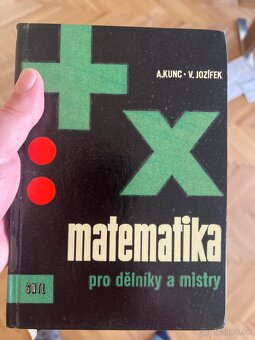 A.KUNC - V. JOZÍFEK
matematika
pro dělníky a mistry
SNTL